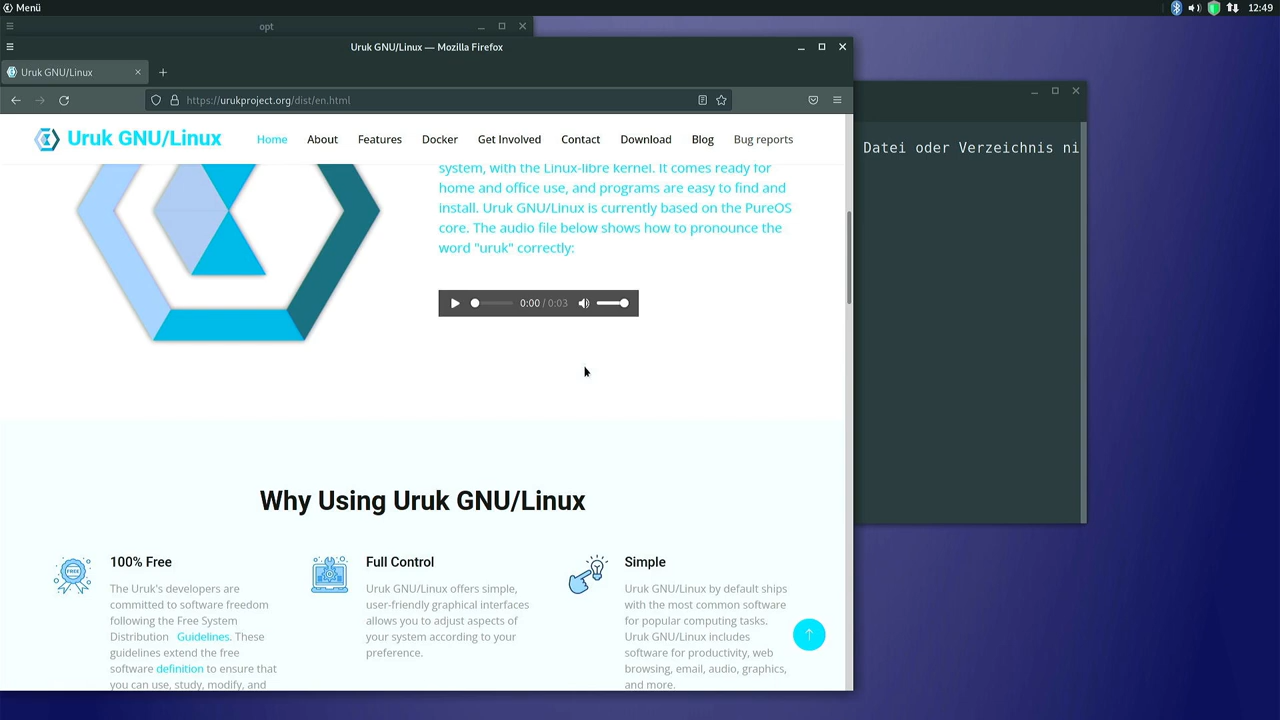 Menü
12:49
opt
Uruk GNU/Linux — Mozilla Firefox
Uruk GNU/Linux
https://urukproject.org/dist/en.html
Uruk GNU/Linux
Home
About
Features
Docker
Get Involved
Contact
Download
Blog
Bug reports
Datei oder Verzeichnis ni
system, with the Linux-libre kernel. It comes ready for
home and office use, and programs are easy to find and
install. Uruk GNU/Linux is currently based on the PureOS
core. The audio file below shows how to pronounce the
word "uruk" correctly:
0:00 / 0:03
Why Using Uruk GNU/Linux
FREE
100% Free
The Uruk's developers are
committed to software freedom
following the Free System
Distribution Guidelines. These
guidelines extend the free
software definition to ensure that
you can use, study, modify, and
Full Control
Uruk GNU/Linux offers simple,
user-friendly graphical interfaces
allows you to adjust aspects of
your system according to your
preference.
Simple
Uruk GNU/Linux by default ships
with the most common software
for popular computing tasks.
Uruk GNU/Linux includes
software for productivity, web
browsing, email, audio, graphics,
and more.